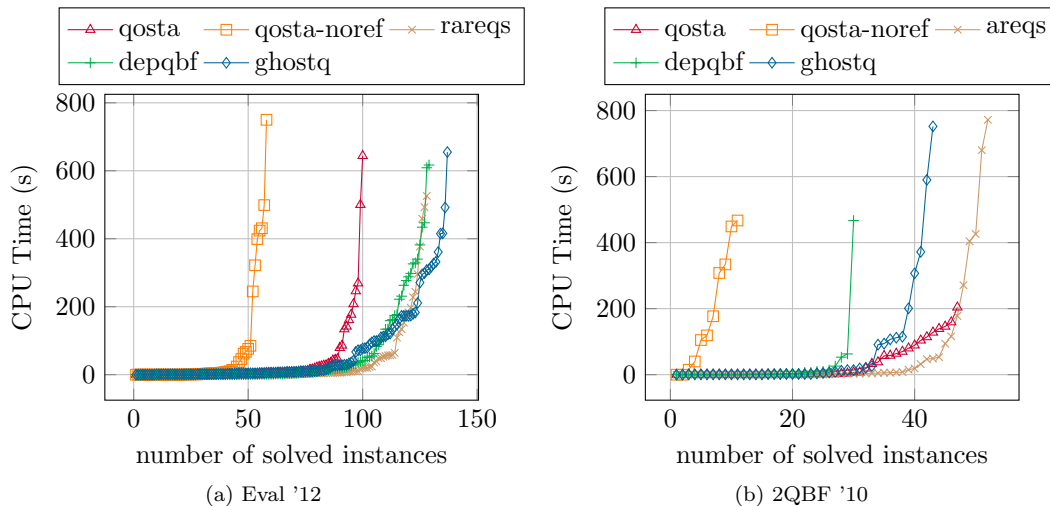 qosta qosta-noref rareqs
depqbf ghostq
800
600
400
200
0
CPU Time (s)
0 50 100 150
number of solved instances
(a) Eval '12
qosta qosta-noref areqs
depqbf ghostq
800
600
400
200
0
CPU Time (s)
0 20 40
number of solved instances
(b) 2QBF '10